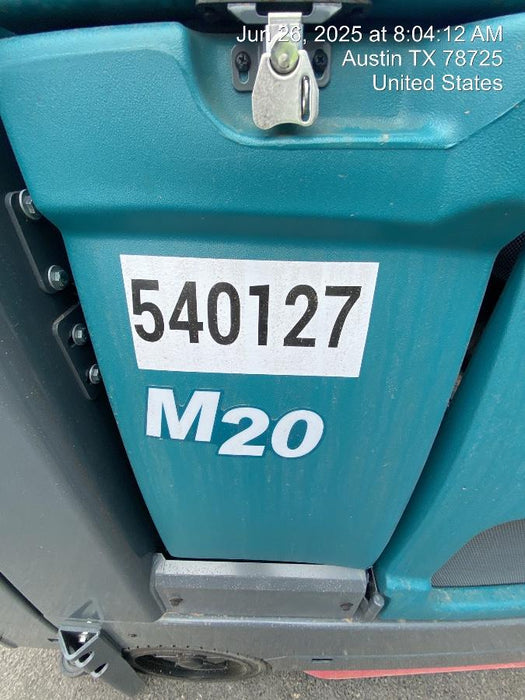 Jun 26, 2025 at 8:04:12 AM
Austin TX 78725
United States
540127
M20